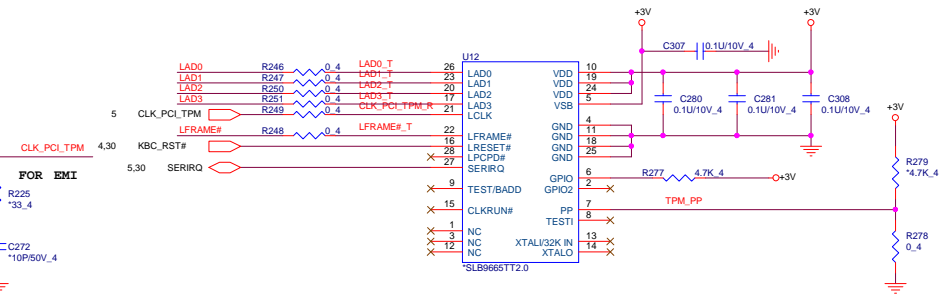 +3V
+3V
C307
0.1U/10V_4
U12
LAD0 R246 0_4 LAD0_T 26 LAD0 VDD 10
LAD1 R247 0_4 LAD1_T 23 LAD1 VDD 19
LAD2 R250 0_4 LAD2_T 20 LAD2 VDD 24
LAD3 R251 0_4 LAD3_T 17 LAD3 VSB 5
5 CLK_PCI_TPM R249 0_4 CLK_PCI_TPM_R 21 LCLK
C280
0.1U/10V_4
C281
0.1U/10V_4
C308
0.1U/10V_4
+3V
GND 4
LFRAME# R248 0_4 LFRAME#_T 22 LFRAME# GND 11
4,30 KBC_RST# 16 LRESET# GND 18
28 LPCPD# GND 25
5,30 SERIRQ 27 SERIRQ
CLK_PCI_TPM
FOR EMI
R225
*33_4
C272
*10P/50V_4
GPIO 6 R277 4.7K_4 +3V
9 TEST/BADD GPIO2 2
R279
*4.7K_4
15 CLKRUN# PP 7 TPM_PP
TESTI 8
1 NC
3 NC XTALI/32K IN 13
12 NC XTALO 14
R278
0_4
*SLB9665TT2.0